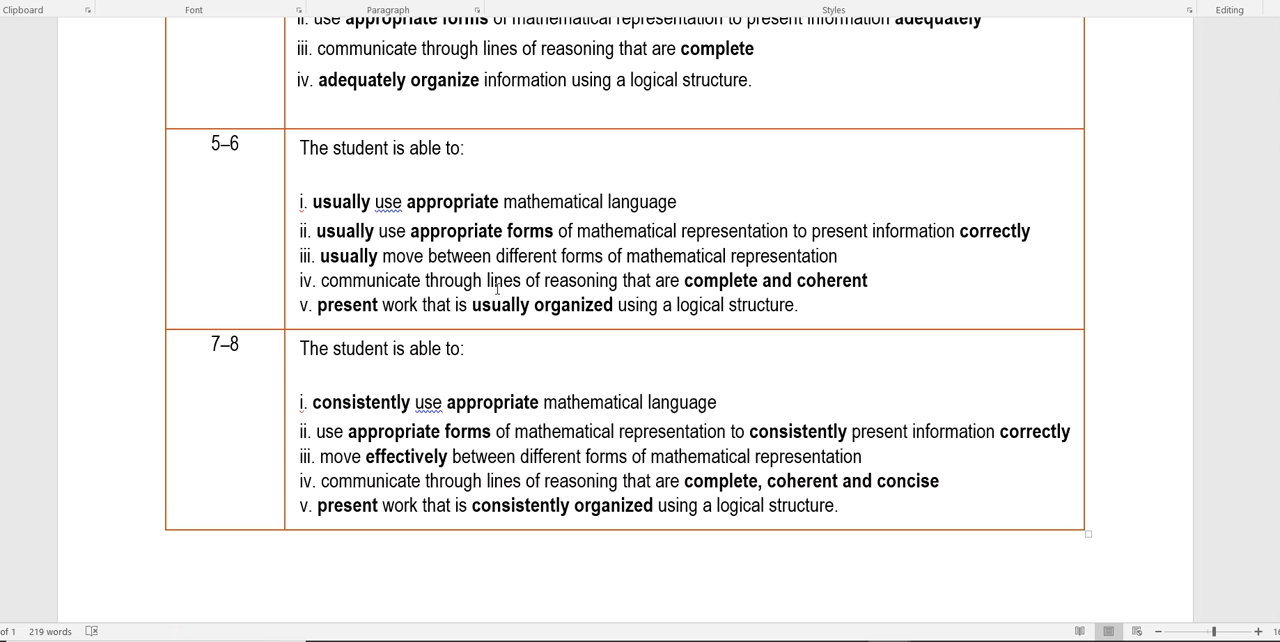 Clipboard Font Paragraph Styles Editing
ii. use appropriate forms of mathematical representation to present information adequately
iii. communicate through lines of reasoning that are complete
iv. adequately organize information using a logical structure.
5–6
The student is able to:
i. usually use appropriate mathematical language
ii. usually use appropriate forms of mathematical representation to present information correctly
iii. usually move between different forms of mathematical representation
iv. communicate through lines of reasoning that are complete and coherent
v. present work that is usually organized using a logical structure.
7–8
The student is able to:
i. consistently use appropriate mathematical language
ii. use appropriate forms of mathematical representation to consistently present information correctly
iii. move effectively between different forms of mathematical representation
iv. communicate through lines of reasoning that are complete, coherent and concise
v. present work that is consistently organized using a logical structure.
of 1 219 words